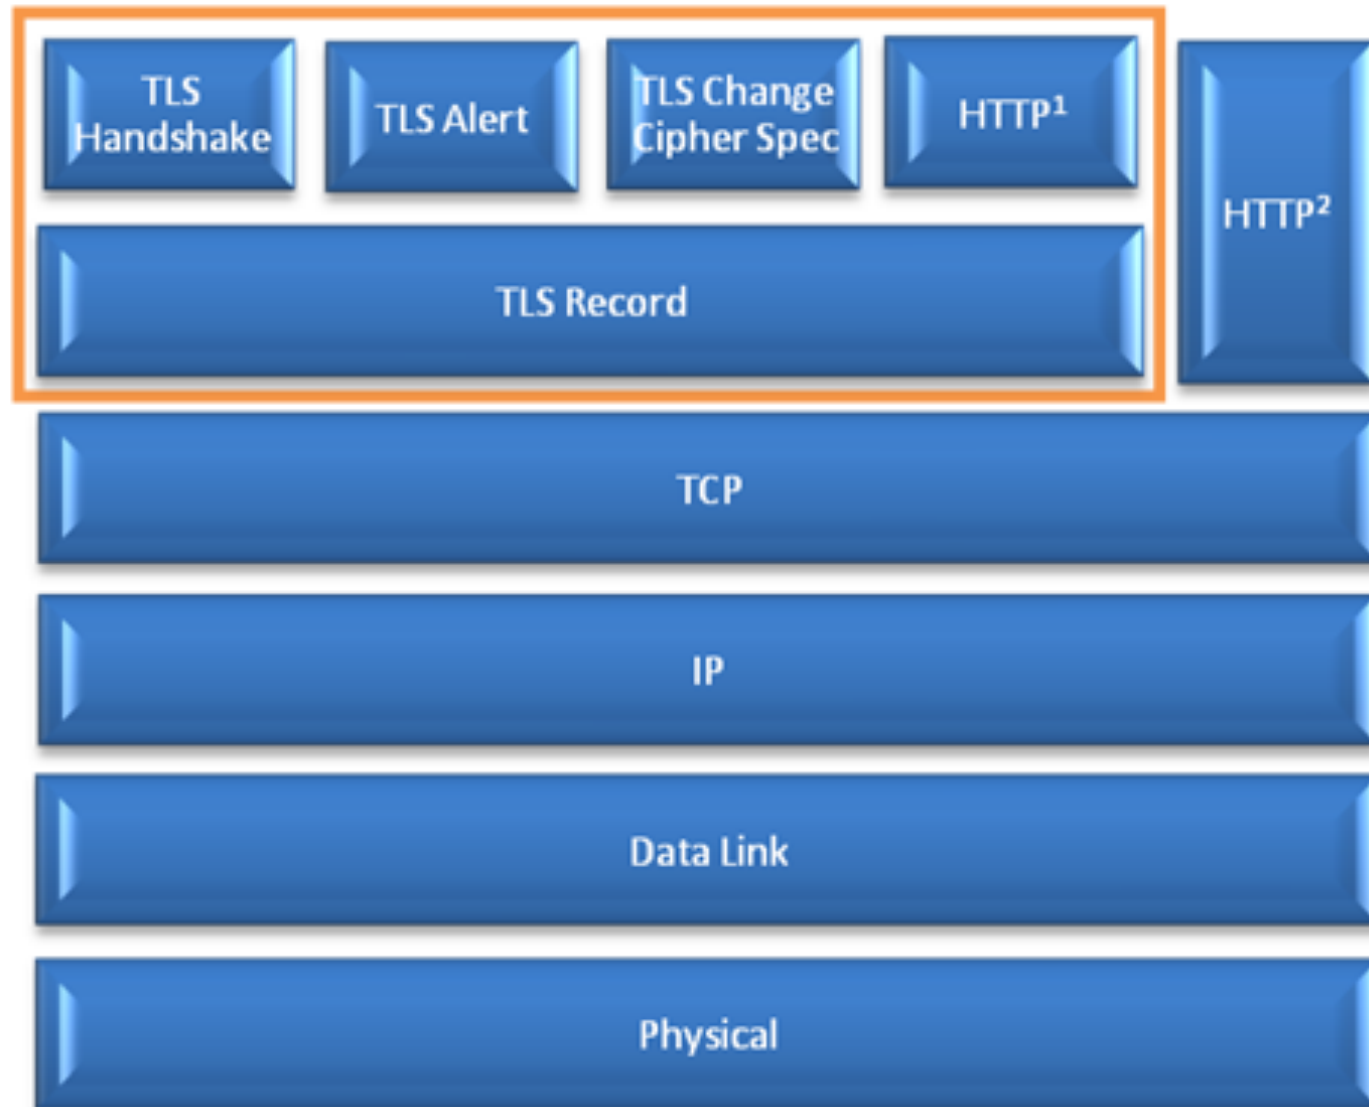 TLS
Handshake
TLS Alert
TLS Change
Cipher Spec
HTTP¹
HTTP²
TLS Record
TCP
IP
Data Link
Physical